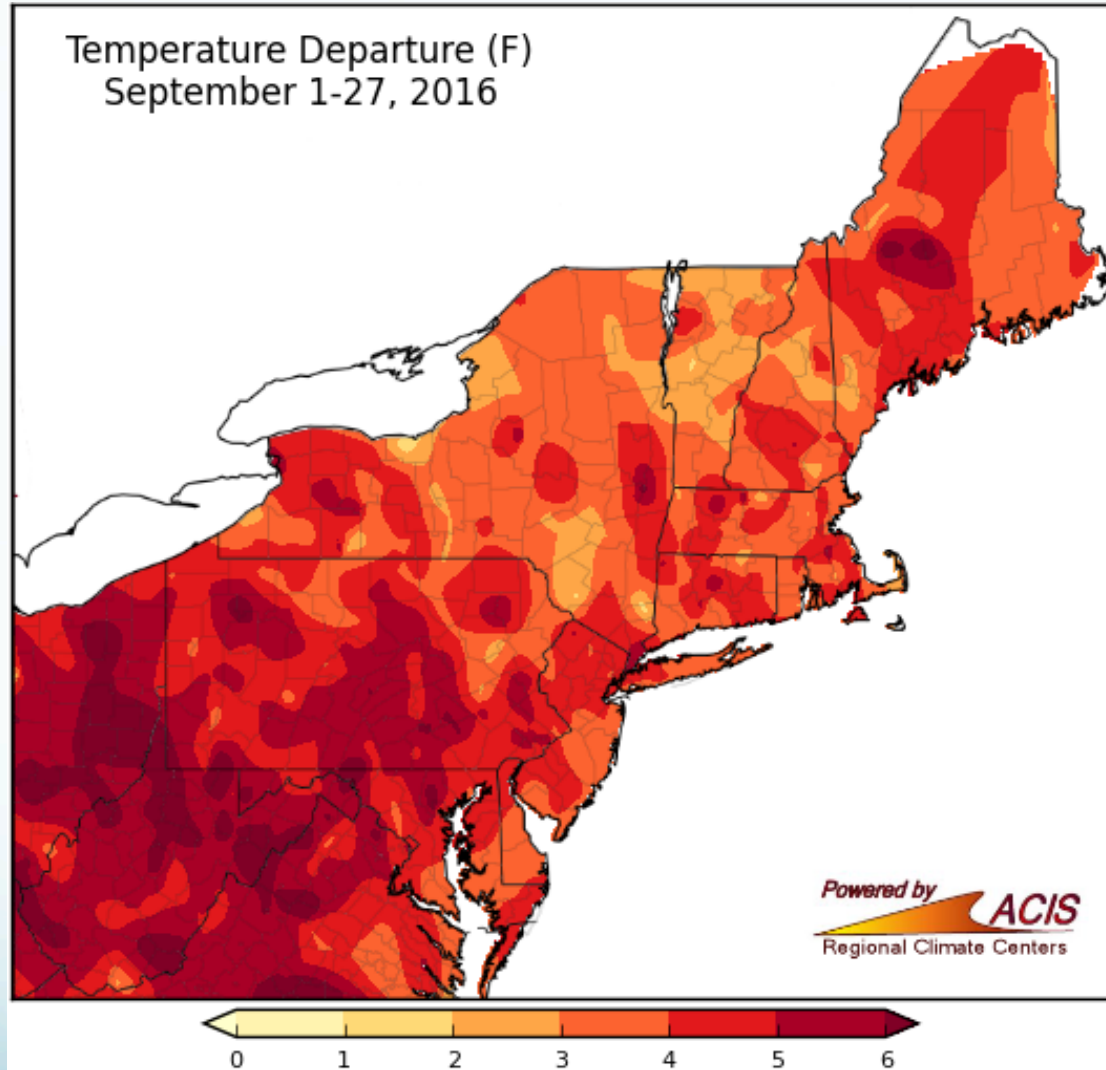 Temperature Departure (F)
September 1-27, 2016
Powered by
ACIS
Regional Climate Centers
0 1 2 3 4 5 6